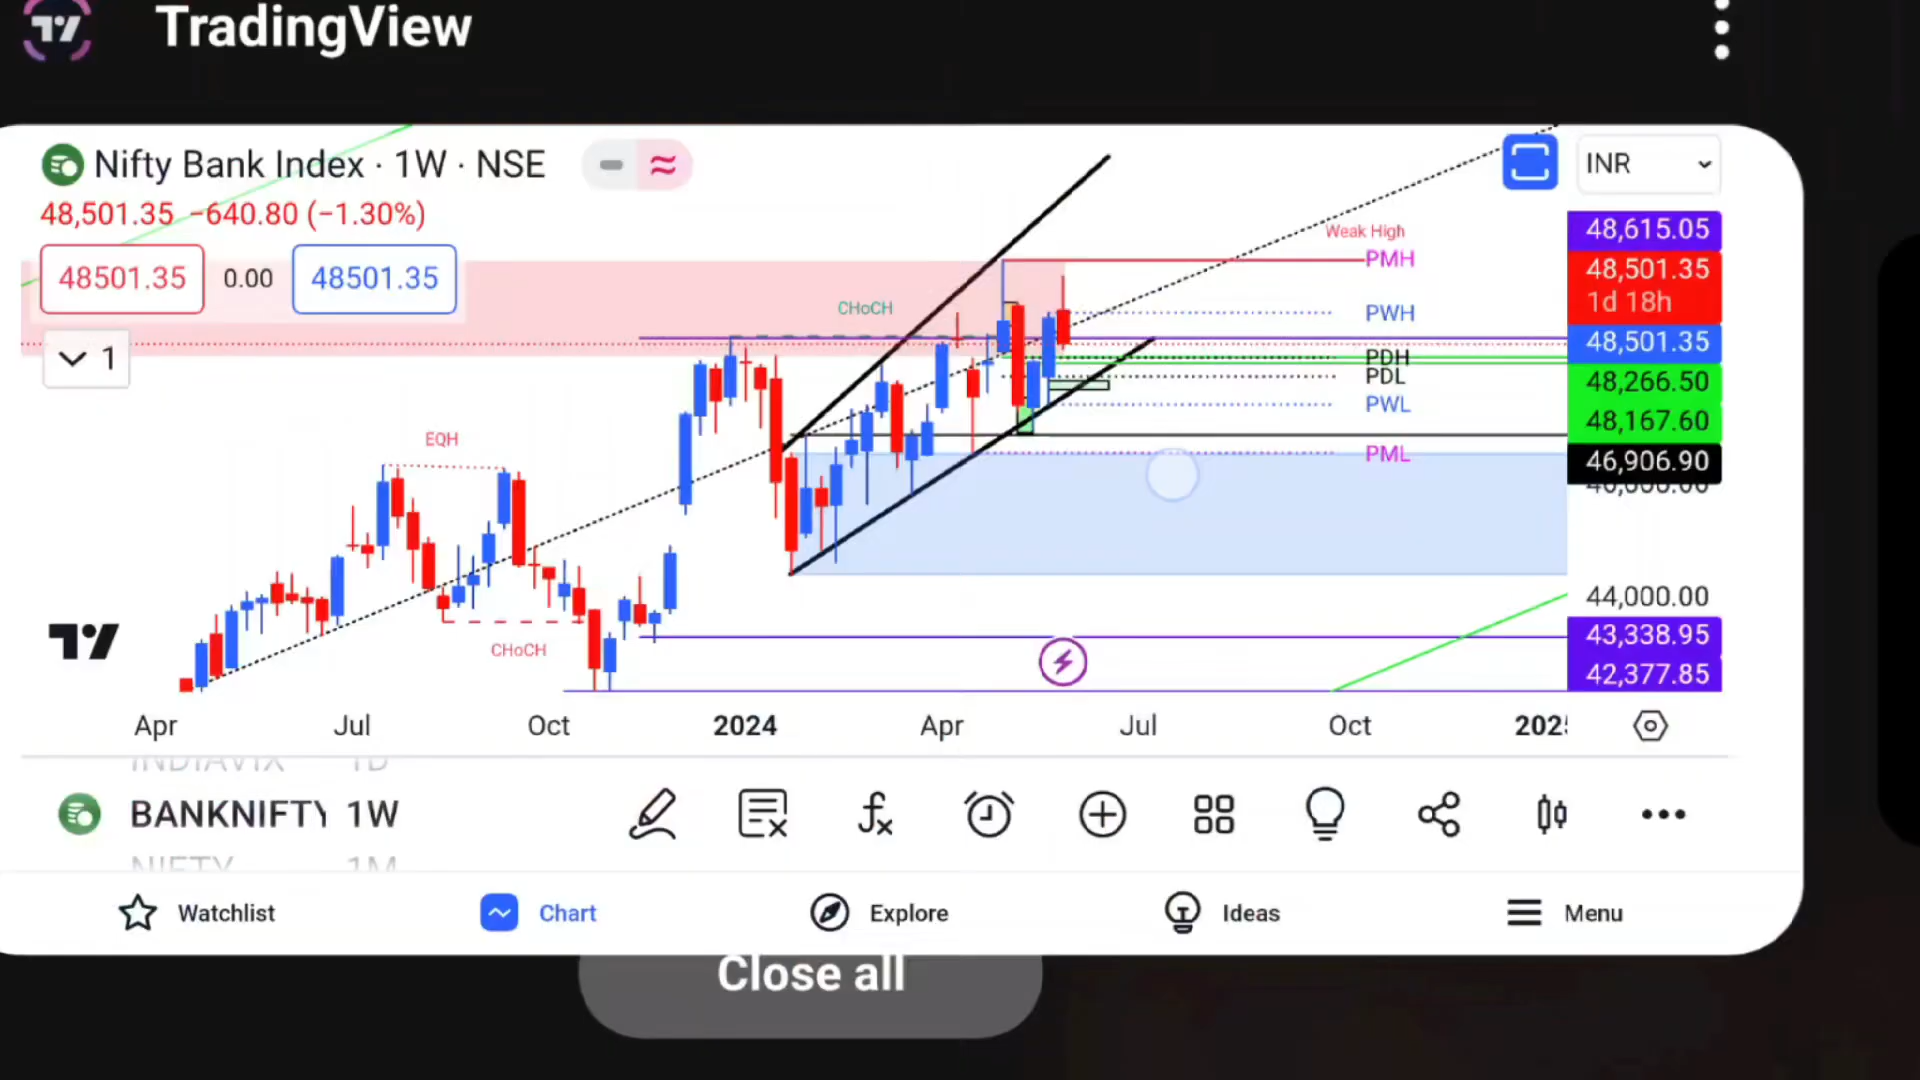 TradingView
Nifty Bank Index · 1W · NSE
INR
48,501.35 −640.80 (−1.30%)
48501.35 0.00 48501.35
1
Weak High
PMH
PWH
PDH
PDL
PWL
PML
CHoCH
EQH
CHoCH
48,615.05
48,501.35
1d 18h
48,501.35
48,266.50
48,167.60
46,906.90
44,000.00
43,338.95
42,377.85
Apr Jul Oct 2024 Apr Jul Oct
INDIAVIX 1D
BANKNIFTY 1W
NIFTY 1M
Watchlist Chart Explore Ideas Menu
Close all